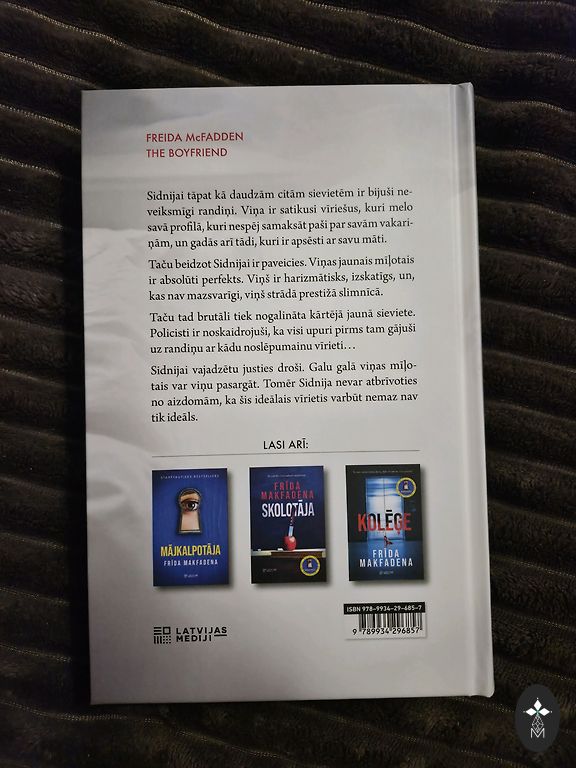 FREIDA McFADDEN
THE BOYFRIEND
Sidnijai tāpat kā daudzām citām sievietēm ir bijuši ne-
veiksmīgi randiņi. Viņa ir satikusi vīriešus, kuri melo
savā profilā, kuri nespēj samaksāt paši par savām vakari-
ņām, un gadās arī tādi, kuri ir apsēsti ar savu māti.
Taču beidzot Sidnijai ir paveicies. Viņas jaunais mīļotais
ir absolūti perfekts. Viņš ir harizmātisks, izskatīgs, un,
kas nav mazsvarīgi, viņš strādā prestižā slimnīcā.
Taču tad brutāli tiek nogalināta kārtējā jaunā sieviete.
Policisti ir noskaidrojuši, ka visi upuri pirms tam gājuši
uz randiņu ar kādu noslēpumainu vīrieti…
Sidnijai vajadzētu justies droši. Galu galā viņas mīļo-
tais var viņu pasargāt. Tomēr Sidnija nevar atbrīvoties
no aizdomām, ka šis ideālais vīrietis varbūt nemaz nav
tik ideāls.
LASI ARĪ:
MĀJKALPOTĀJA
FRĪDA MAKFADENA
FRĪDA
MAKFADENA
SKOLOTĀJA
KOLĒĢE
FRĪDA
MAKFADENA
ISBN 978-9934-29-685-7
9 789934 296857
LATVIJAS
MEDIJI